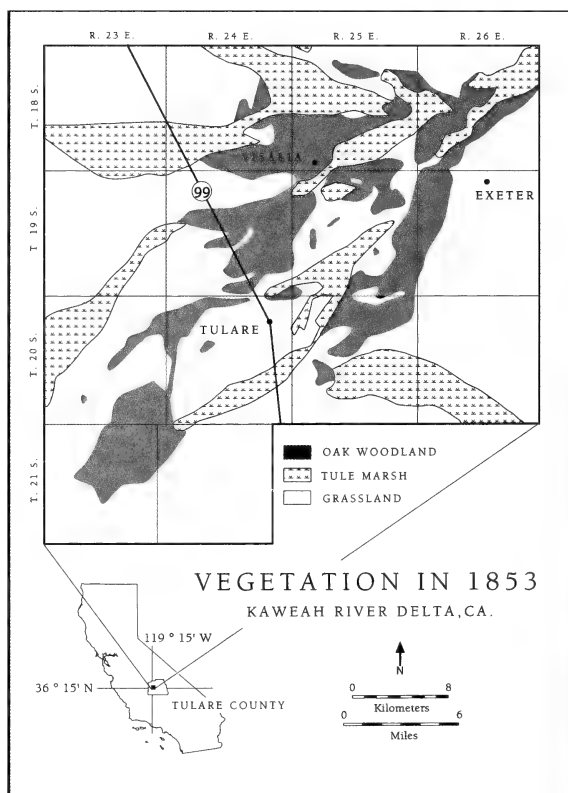 R. 23 E. R. 24 E. R. 25 E. R. 26 E.
T. 18 S.
VISALIA
99
EXETER
T 19 S.
TULARE
T. 20 S.
OAK WOODLAND
TULE MARSH
GRASSLAND
T. 21 S.
VEGETATION IN 1853
KAWEAH RIVER DELTA,CA.
119 ° 15' W
N
36 ° 15' N
TULARE COUNTY
0 8
Kilometers
0 6
Miles